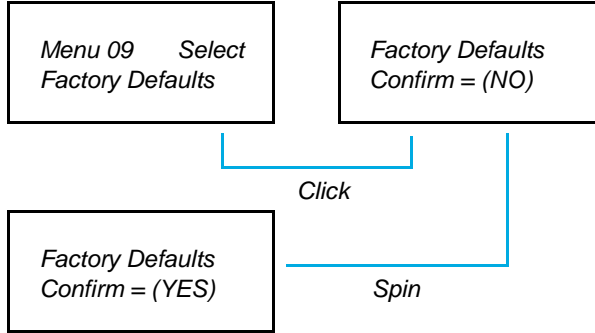 Menu 09 Select
Factory Defaults
Factory Defaults
Confirm = (NO)
Click
Factory Defaults
Confirm = (YES)
Spin